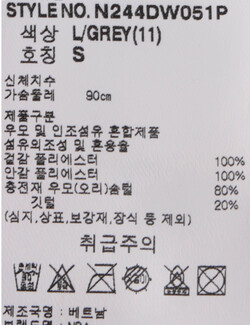 STYLE NO. N244DW051P
색상 L/GREY(11)
호칭 S
신체치수
가슴둘레 90cm
제품구분
우모 및 인조섬유 혼합제품
섬유의조성 및 혼용율
겉감 폴리에스터 100%
안감 폴리에스터 100%
충전재 우모(오리)솜털 80%
깃털 20%
(심지,상표,보강재,장식 등 제외)
취급주의
제조국명 : 베트남